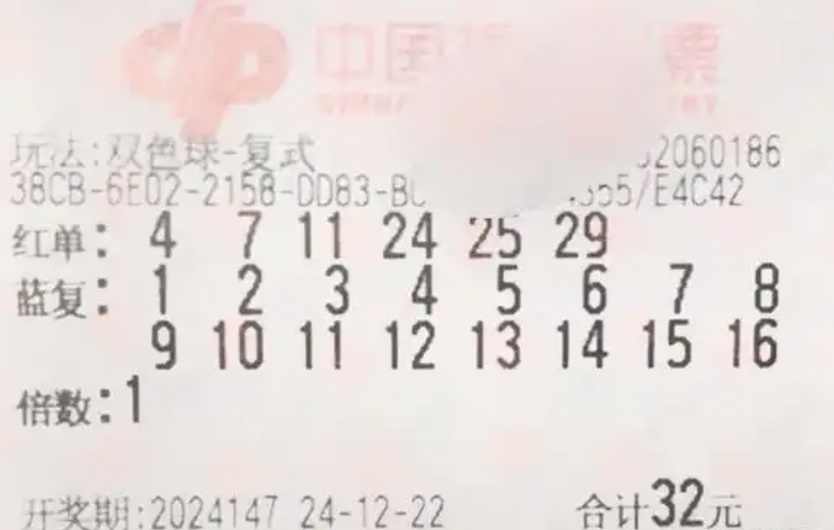 中国 票
玩法:双色球-复式 2060186
38CB-6E02-2158-DD83-B 355/E4C42
红单: 4 7 11 24 25 29
蓝复: 1 2 3 4 5 6 7 8
9 10 11 12 13 14 15 16
倍数:1
开奖期:2024147 24-12-22 合计32元